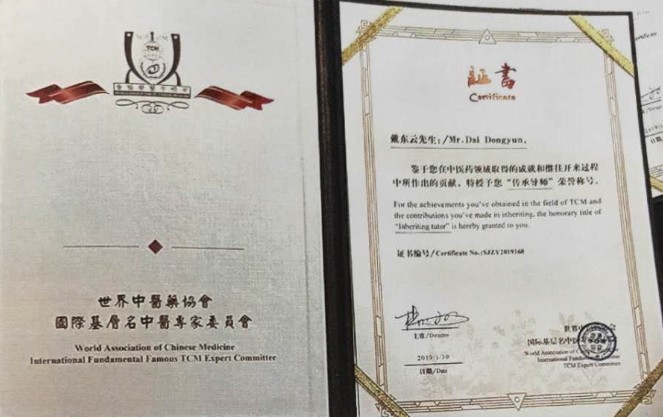 TCM
世界中醫藥協會
國際基層名中醫專家委員會
World Association of Chinese Medicine
International Fundamental Famous TCM Expert Committee
証書
Certificate
戴东云先生:/Mr.Dai Dongyun.
鉴于您在中医药领域取得的成就和继往开来过程
中所作出的贡献，特授予您“传承导师”荣誉称号。
For the achievements you've obtained in the field of TCM and
the contributions you've made in inheriting, the honorary title of
"Inheriting tutor" is hereby granted to you.
证书编号/Certificate No.:SJZY2019168
主席/Director
2019/1/10
日期/Date
世界中
国际基层名中医
World Association of
International Fundamental
TCM Expert Committee